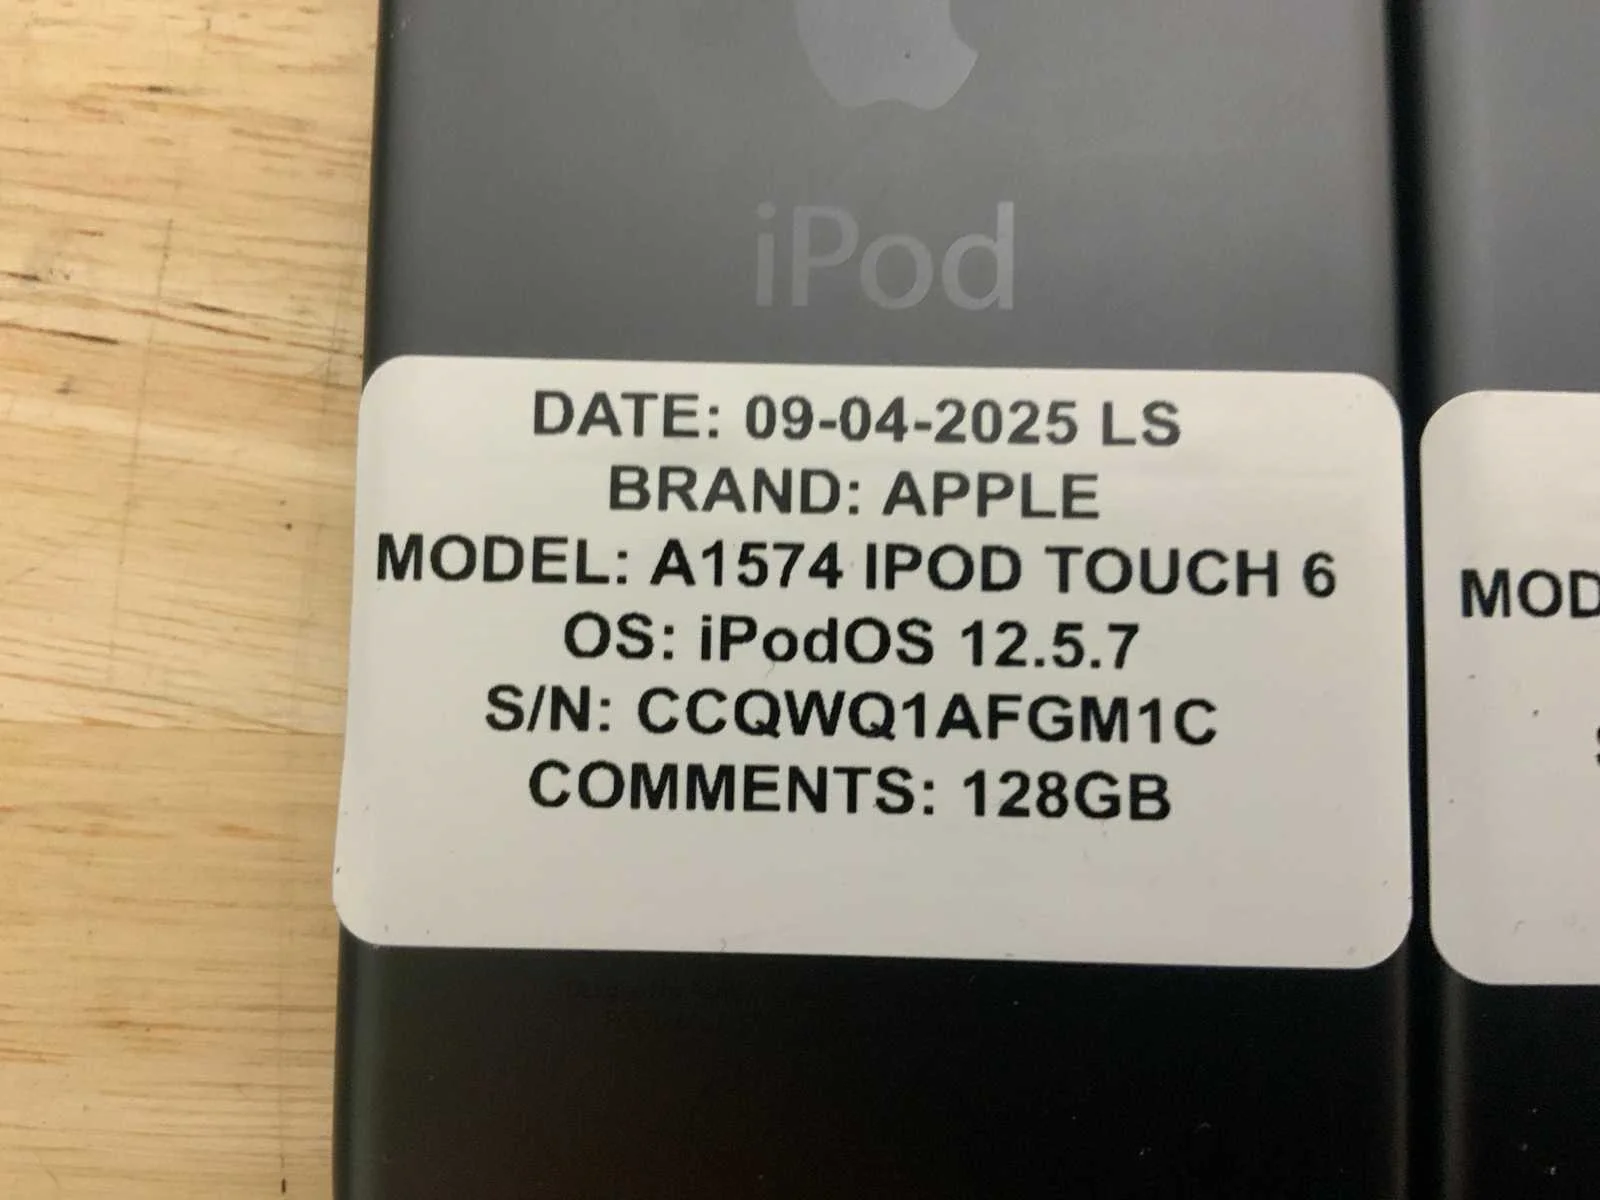 iPod
DATE: 09-04-2025 LS
BRAND: APPLE
MODEL: A1574 IPOD TOUCH 6
OS: iPodOS 12.5.7
S/N: CCQWQ1AFGM1C
COMMENTS: 128GB
MOD